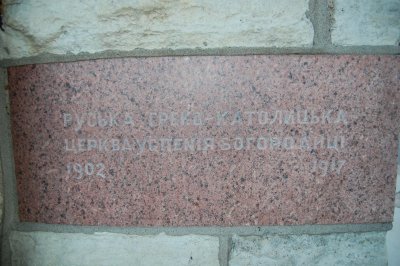 РУСЬКА ГРЕКО-КАТОЛИЦЬКА
ЦЕРКВА УСПЕНІЯ БОГОРОДИЦІ
1902 1917